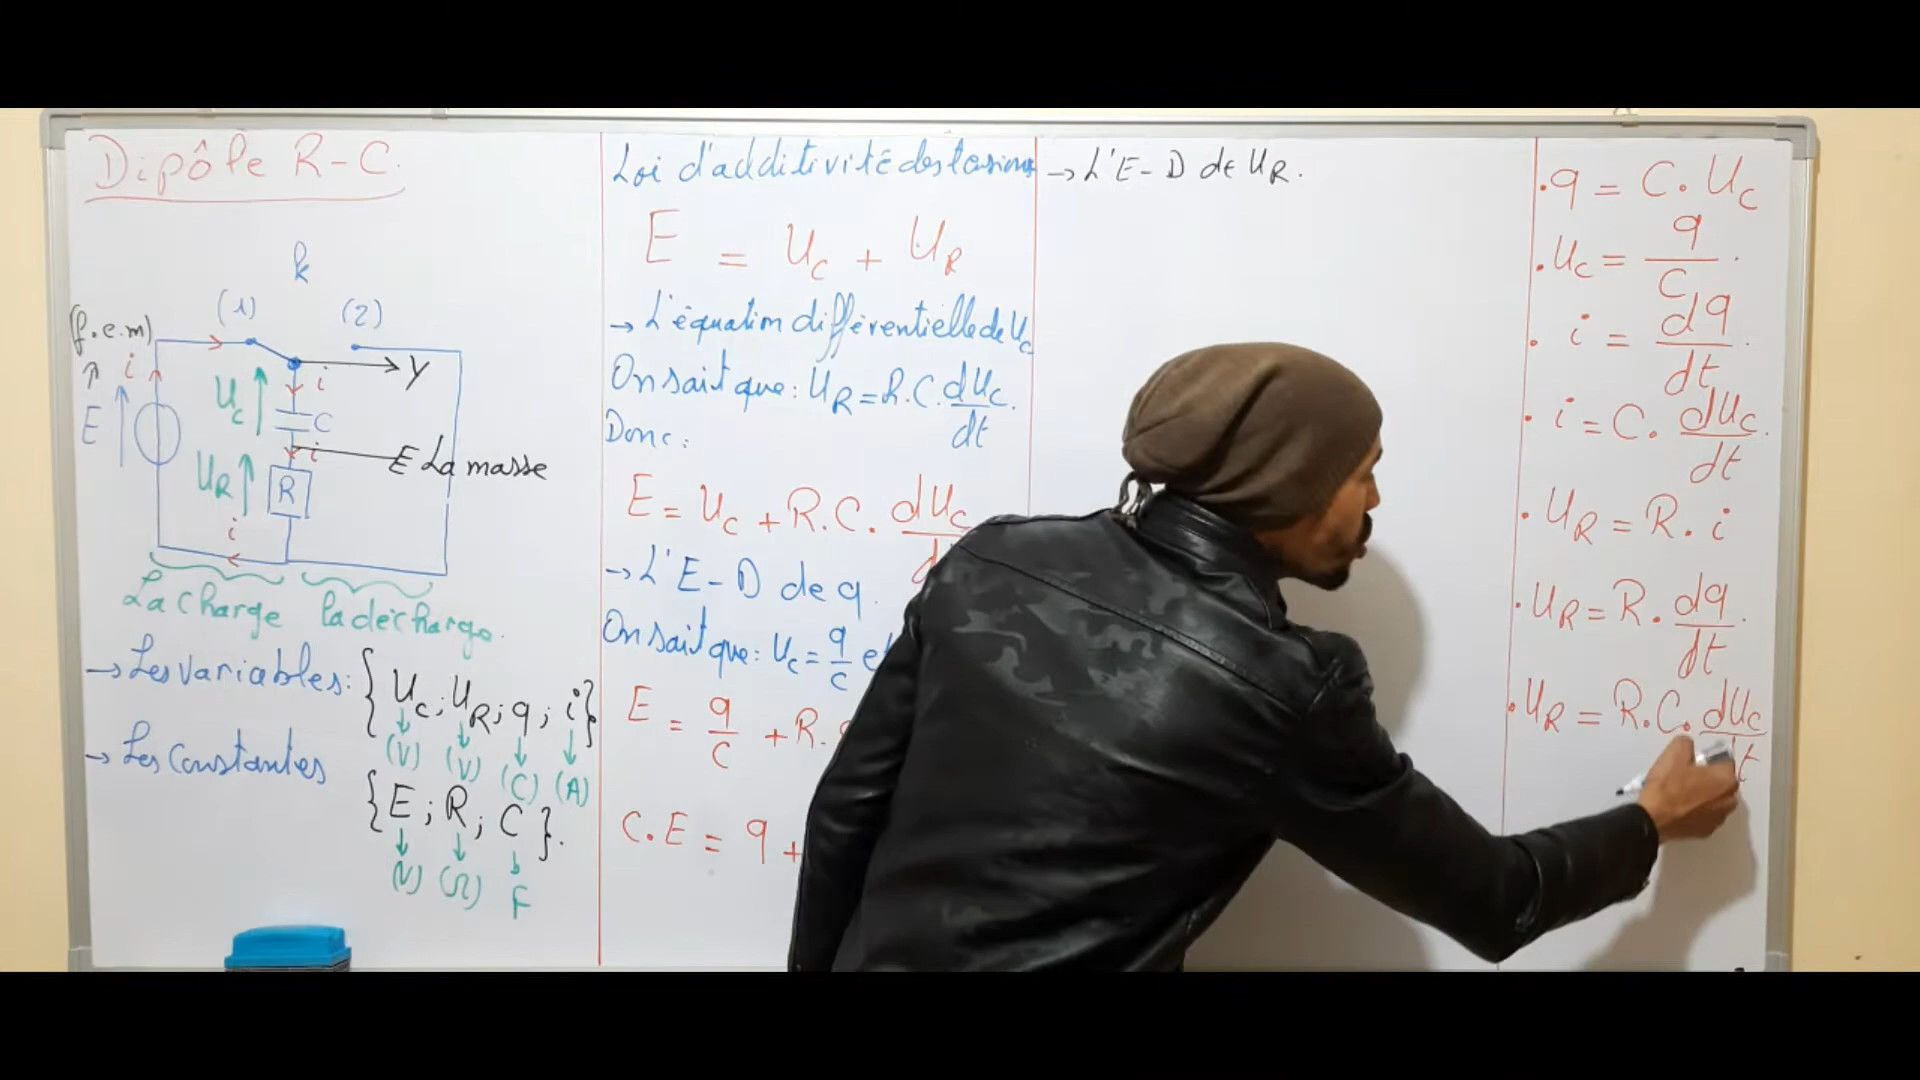 Dipôle R-C.
k
(1) (2)
(f.e.m)
i
Y
E
Uc
i
C
i
La masse
UR
R
i
La charge la décharge.
→ Les variables: {Uc; UR; q; i}
(V) (V) (C) (A)
→ Les Constantes
{E; R; C}.
(V) (Ω) F
Loi d'additivité des tensions
E = Uc + UR
→ L'équation différentielle de Uc
On sait que: UR = R.C. dUc/dt.
Donc:
E = Uc + R.C. dUc
→ L'E-D de q.
On sait que: Uc = q/C
E = q/C + R.
C.E = q +
→ L'E-D de UR.
. q = C. Uc
. Uc = q/C.
. i = dq/dt.
. i = C. dUc/dt.
. UR = R. i
. UR = R. dq/dt.
. UR = R.C. dUc/dt